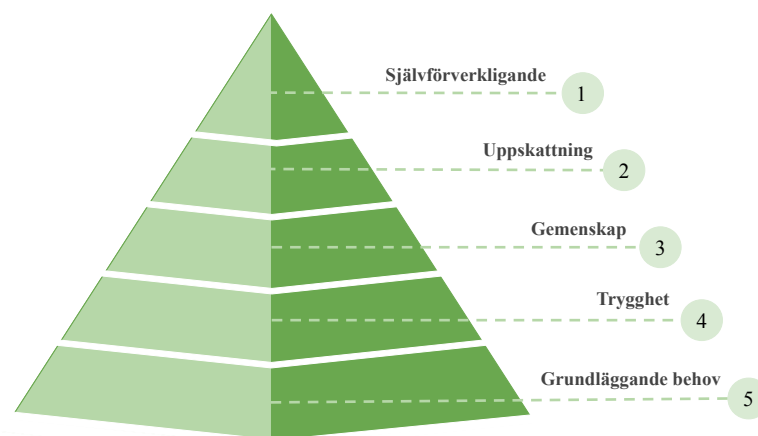 Självförverkligande
1
Uppskattning
2
Gemenskap
3
Trygghet
4
Grundläggande behov
5